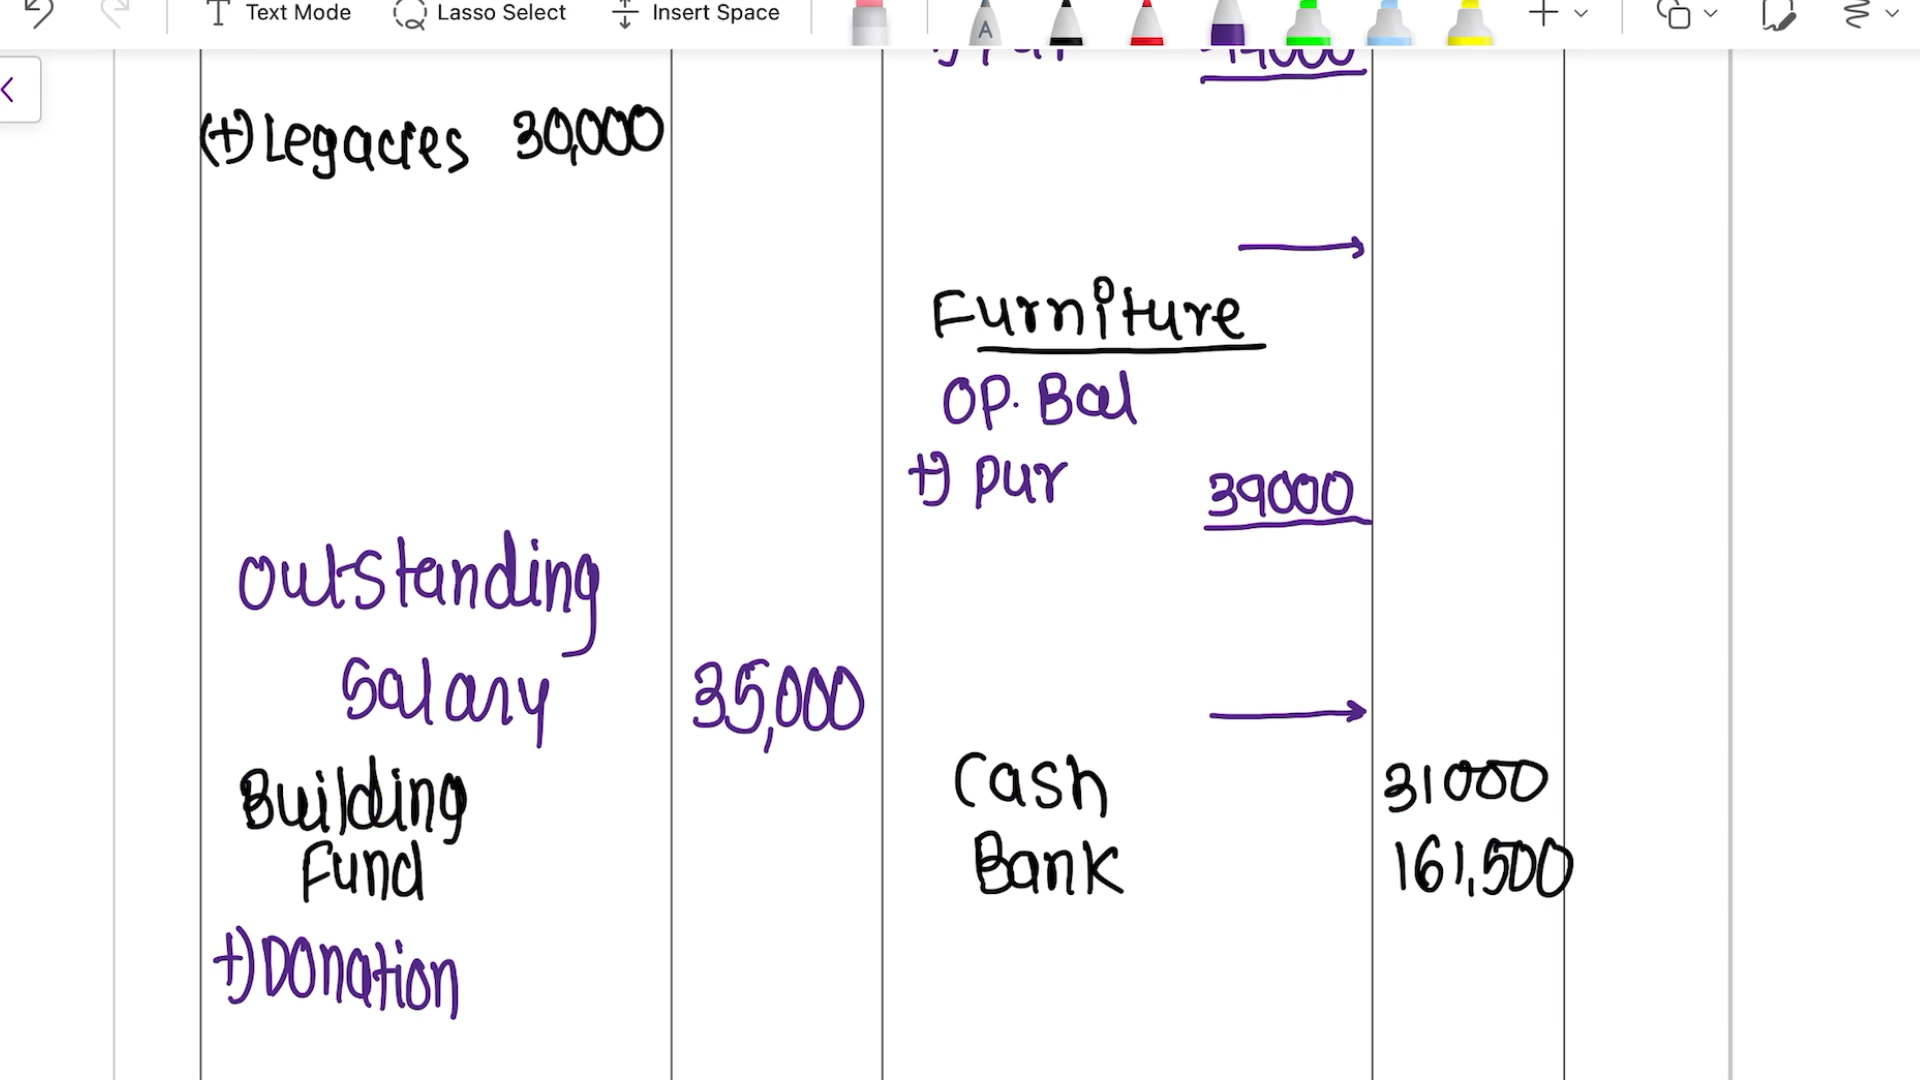 Text Mode Lasso Select Insert Space
A
(+) Legacies 30,000
Furniture
OP. Bal
+) Pur 39000
Outstanding
Salary 35,000
Building
Fund
Cash 31000
Bank 161,500
+) Donation